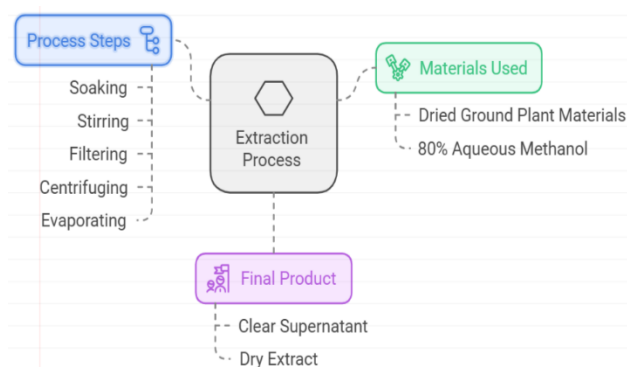 Process Steps
Soaking
Stirring
Filtering
Centrifuging
Evaporating
Extraction
Process
Materials Used
Dried Ground Plant Materials
80% Aqueous Methanol
Final Product
Clear Supernatant
Dry Extract